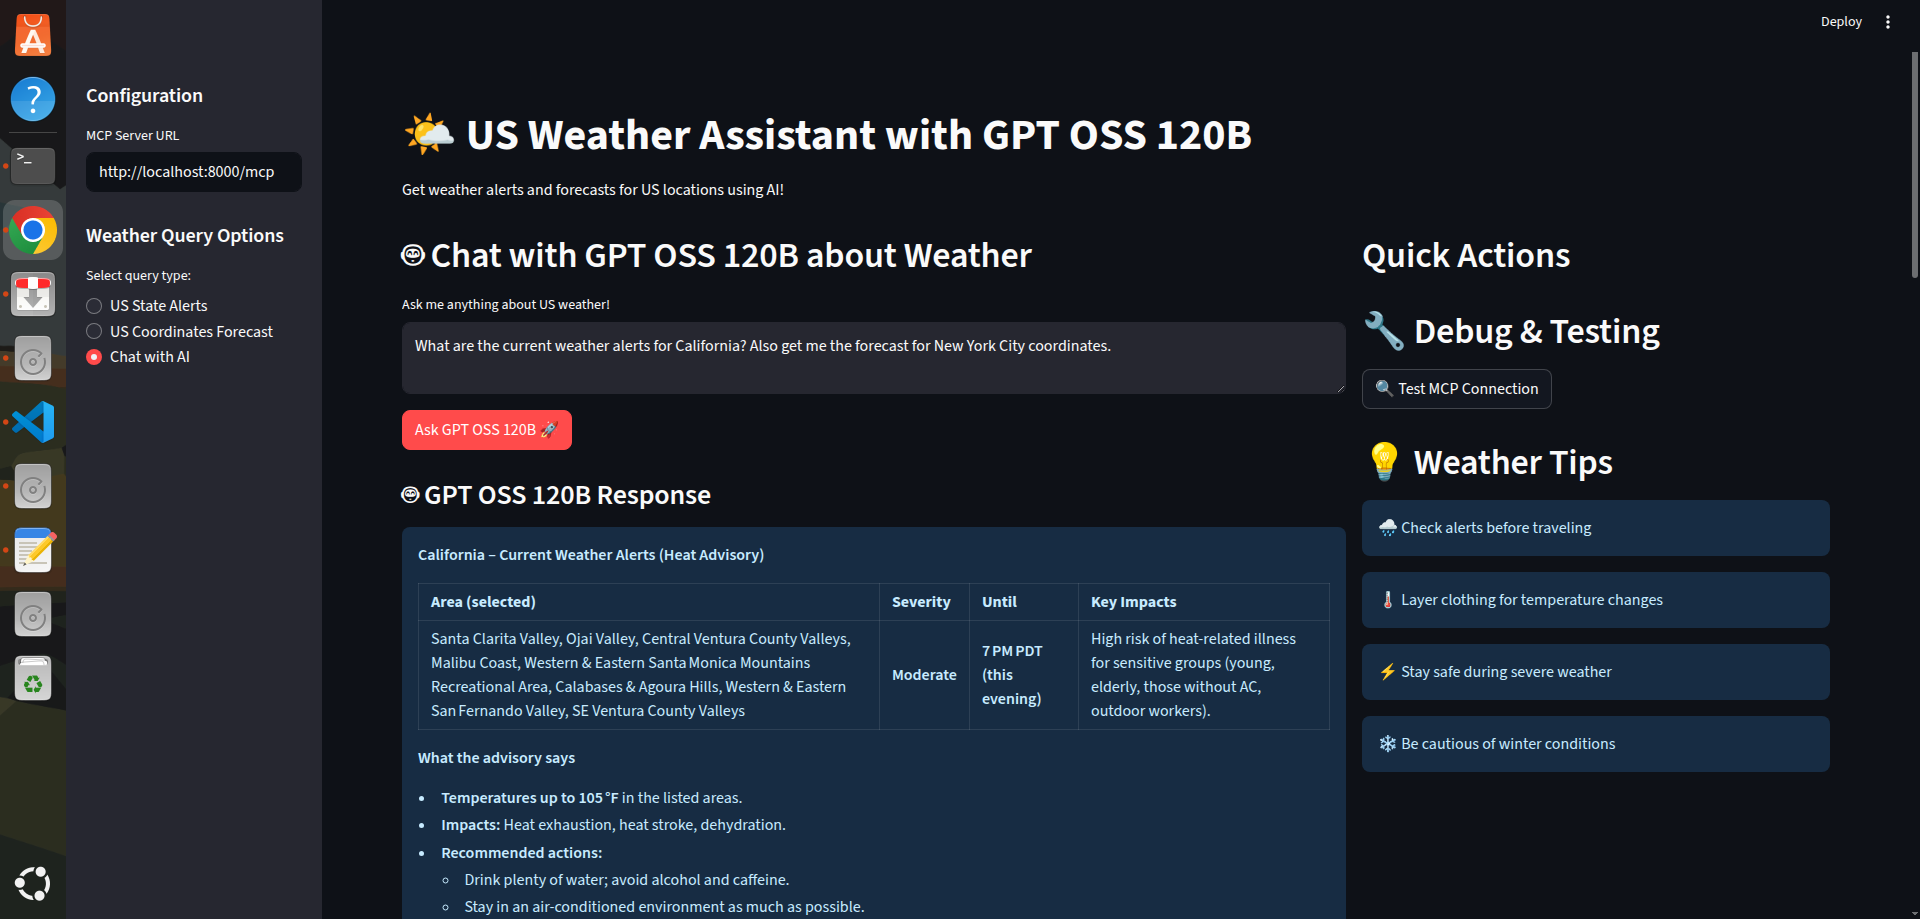 Deploy
Configuration
MCP Server URL
http://localhost:8000/mcp
Weather Query Options
Select query type:
US State Alerts
US Coordinates Forecast
Chat with AI
🌤️ US Weather Assistant with GPT OSS 120B
Get weather alerts and forecasts for US locations using AI!
Chat with GPT OSS 120B about Weather
Ask me anything about US weather!
What are the current weather alerts for California? Also get me the forecast for New York City coordinates.
Ask GPT OSS 120B 🚀
GPT OSS 120B Response
California – Current Weather Alerts (Heat Advisory)
Area (selected) Severity Until Key Impacts
Santa Clarita Valley, Ojai Valley, Central Ventura County Valleys,
Malibu Coast, Western & Eastern Santa Monica Mountains
Recreational Area, Calabases & Agoura Hills, Western & Eastern
San Fernando Valley, SE Ventura County Valleys
Moderate
7 PM PDT
(this
evening)
High risk of heat-related illness
for sensitive groups (young,
elderly, those without AC,
outdoor workers).
What the advisory says
• Temperatures up to 105 °F in the listed areas.
• Impacts: Heat exhaustion, heat stroke, dehydration.
• Recommended actions:
◦ Drink plenty of water; avoid alcohol and caffeine.
◦ Stay in an air-conditioned environment as much as possible.
Quick Actions
🔧 Debug & Testing
🔍 Test MCP Connection
💡 Weather Tips
🌧️ Check alerts before traveling
🌡️ Layer clothing for temperature changes
⚡ Stay safe during severe weather
❄️ Be cautious of winter conditions